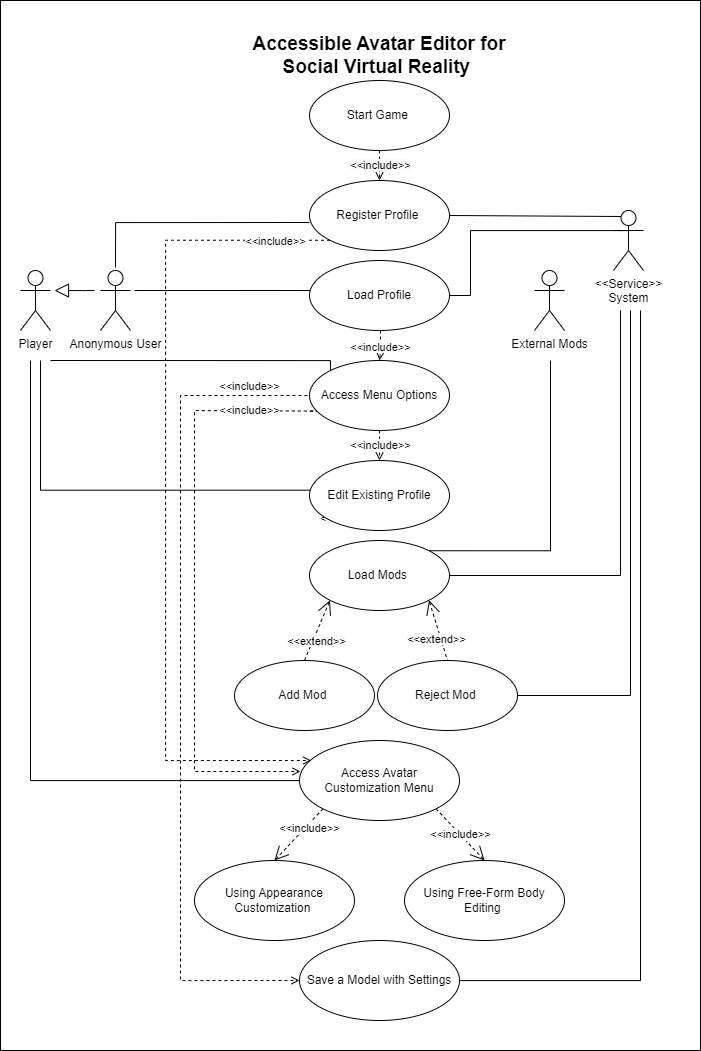 Accessible Avatar Editor for
Social Virtual Reality
Start Game
<<include>>
Register Profile
<<include>>
Load Profile
<<Service>>
System
Player
Anonymous User
External Mods
<<include>>
<<include>>
Access Menu Options
<<include>>
<<include>>
Edit Existing Profile
Load Mods
<<extend>>
<<extend>>
Add Mod
Reject Mod
Access Avatar
Customization Menu
<<include>>
<<include>>
Using Appearance
Customization
Using Free-Form Body
Editing
Save a Model with Settings